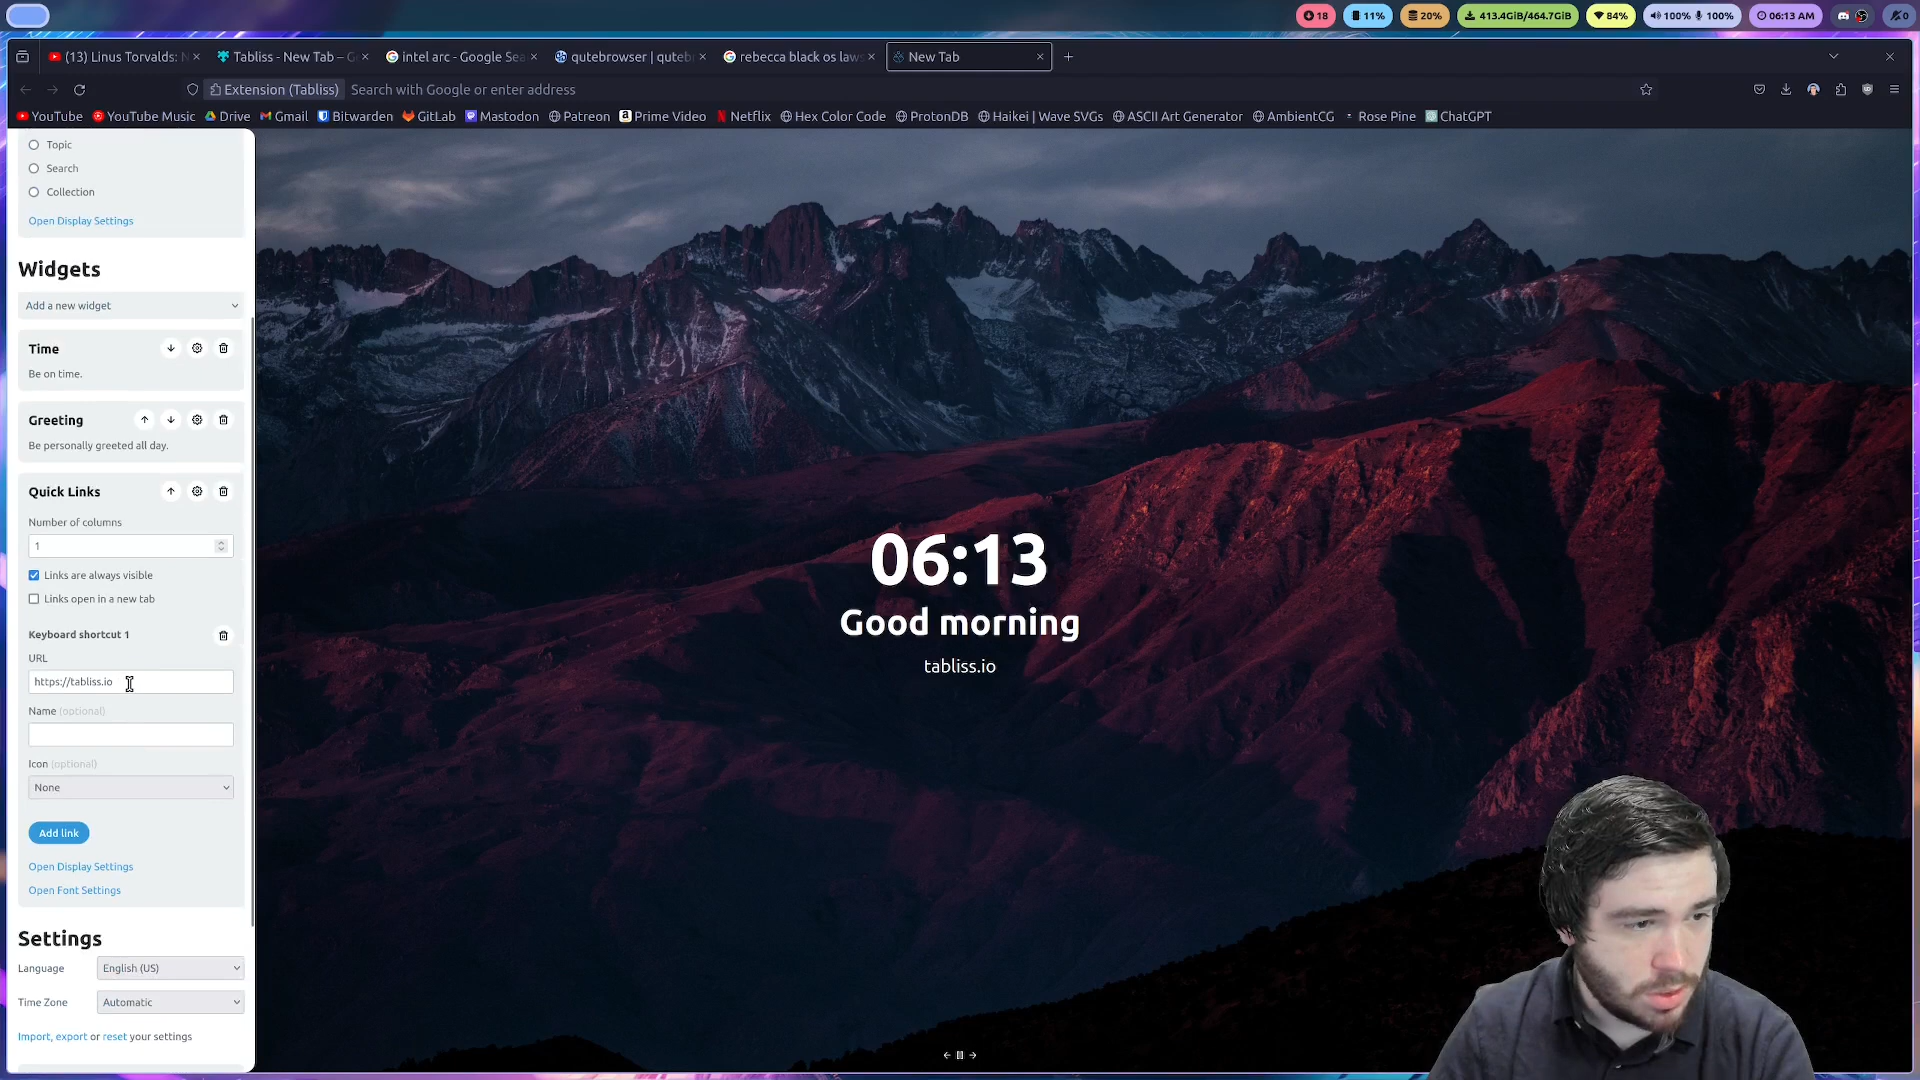 18
11%
20%
413.4GiB/464.7GiB
84%
100% 100%
06:13 AM
0
(13) Linus Torvalds: N
Tabliss - New Tab – G
intel arc - Google Sea
qutebrowser | quteb
rebecca black os laws
New Tab
Extension (Tabliss)
Search with Google or enter address
YouTube
YouTube Music
Drive
Gmail
Bitwarden
GitLab
Mastodon
Patreon
Prime Video
Netflix
Hex Color Code
ProtonDB
Haikei | Wave SVGs
ASCII Art Generator
AmbientCG
Rose Pine
ChatGPT
Topic
Search
Collection
Open Display Settings
Widgets
Add a new widget
Time
Be on time.
Greeting
Be personally greeted all day.
Quick Links
Number of columns
1
Links are always visible
Links open in a new tab
Keyboard shortcut 1
URL
https://tabliss.io
Name (optional)
Icon (optional)
None
Add link
Open Display Settings
Open Font Settings
Settings
Language
English (US)
Time Zone
Automatic
Import, export or reset your settings
06:13
Good morning
tabliss.io